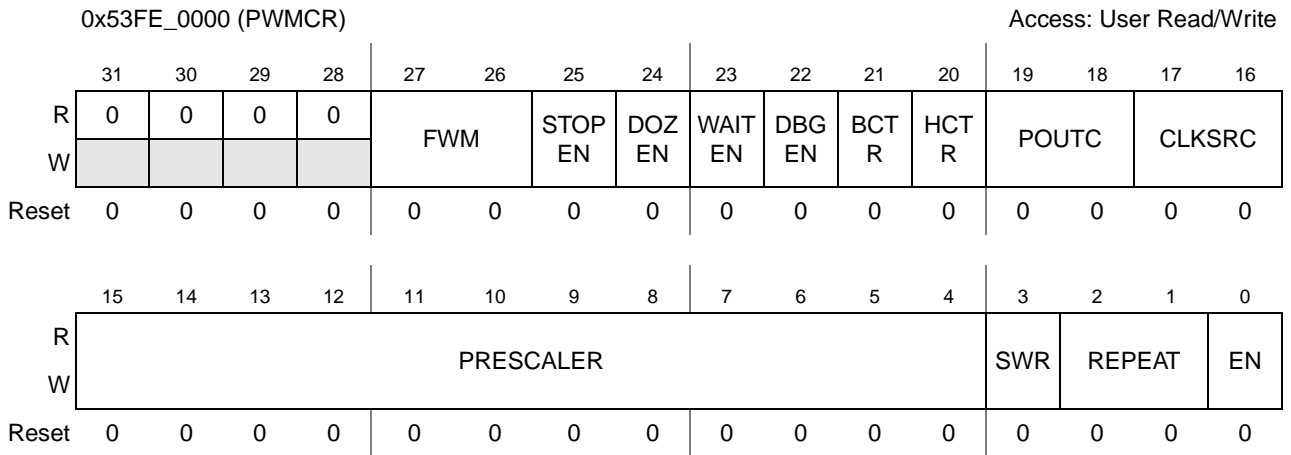 0x53FE_0000 (PWMCR) Access: User Read/Write
31 30 29 28 27 26 25 24 23 22 21 20 19 18 17 16
R 0 0 0 0 FWM STOP EN DOZ EN WAIT EN DBG EN BCT R HCT R POUTC CLKSRC
W
Reset 0 0 0 0 0 0 0 0 0 0 0 0 0 0 0 0
15 14 13 12 11 10 9 8 7 6 5 4 3 2 1 0
R PRESCALER SWR REPEAT EN
W
Reset 0 0 0 0 0 0 0 0 0 0 0 0 0 0 0 0